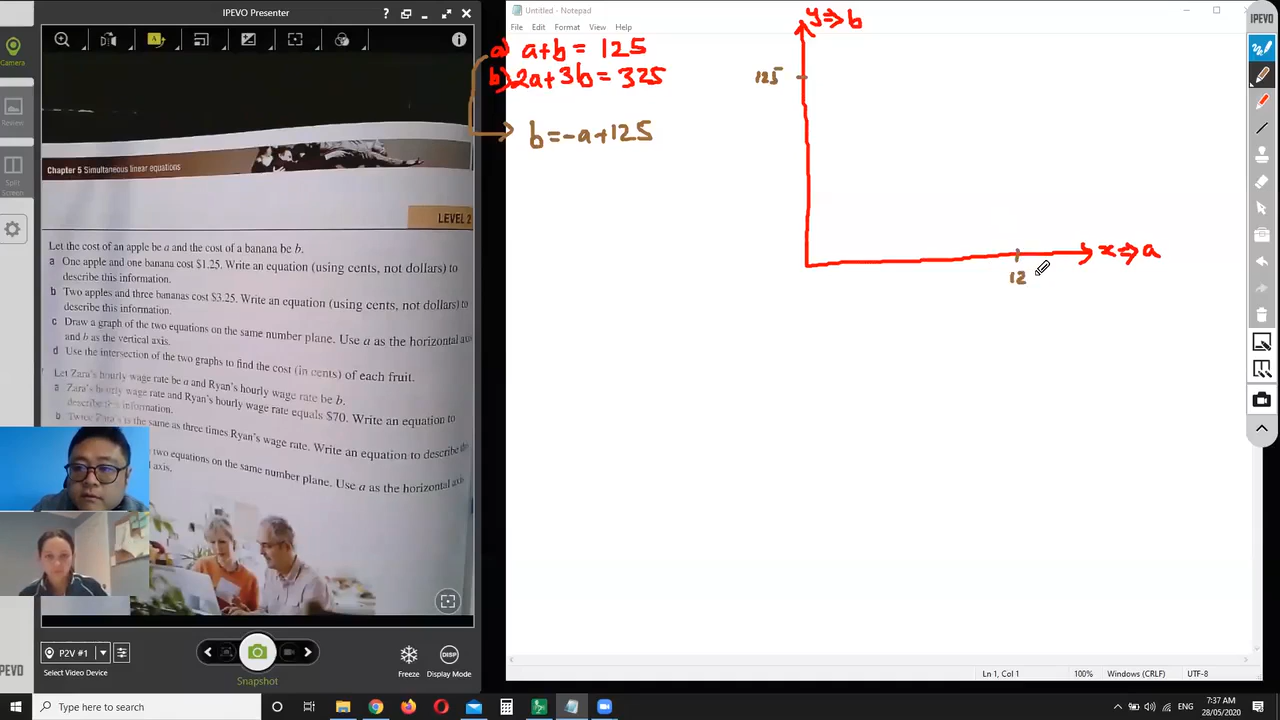 IPEVO Presenter
Untitled - Notepad
File Edit Format View Help
IPEVO
Camera
Review
Split
Screen
IPEVO
a) a+b = 125
b) 2a+3b = 325
b=-a+125
y⇒b
125
x⇒a
12
Chapter 5 Simultaneous linear equations
LEVEL 2
Let the cost of an apple be a and the cost of a banana be b.
a One apple and one banana cost $1.25. Write an equation (using cents, not dollars) to
describe this information.
b Two apples and three bananas cost $3.25. Write an equation (using cents, not dollars) to
describe this information.
c Draw a graph of the two equations on the same number plane. Use a as the horizontal axis
and b as the vertical axis.
d Use the intersection of the two graphs to find the cost (in cents) of each fruit.
Let Zara's hourly wage rate be a and Ryan's hourly wage rate be b.
a Zara's hourly wage rate and Ryan's hourly wage rate equals $70. Write an equation to
describe this information.
b Twice Zara's is the same as three times Ryan's wage rate. Write an equation to describe
two equations on the same number plane. Use a as the horizontal axis
l axis.
P2V #1
Select Video Device
Snapshot
Freeze
DISP
Display Mode
IPEVO
Ln 1, Col 1 100% Windows (CRLF) UTF-8
Type here to search
7:37 AM
28/05/2020